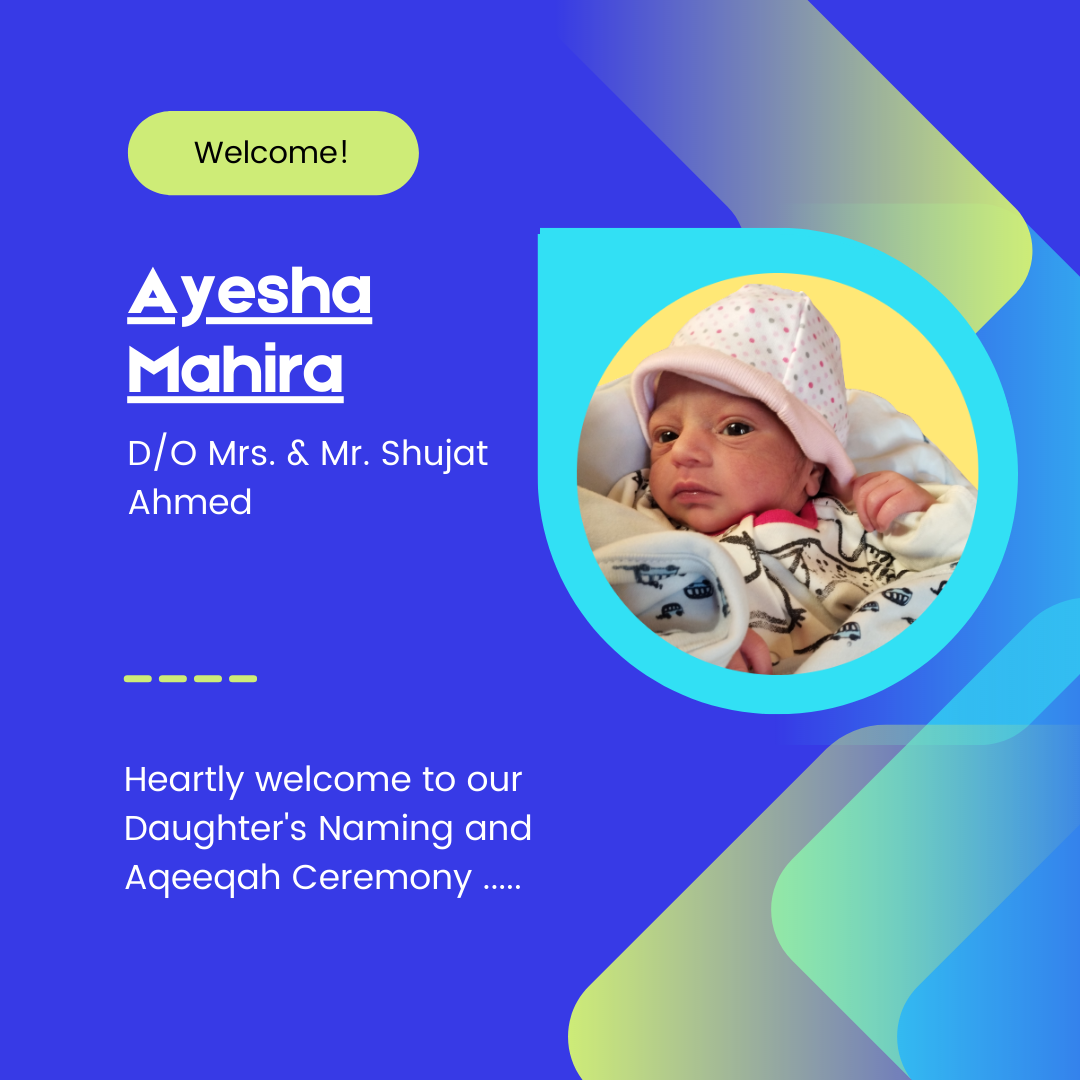 Welcome!
Ayesha
Mahira
D/O Mrs. & Mr. Shujat
Ahmed
Heartly welcome to our
Daughter's Naming and
Aqeeqah Ceremony .....